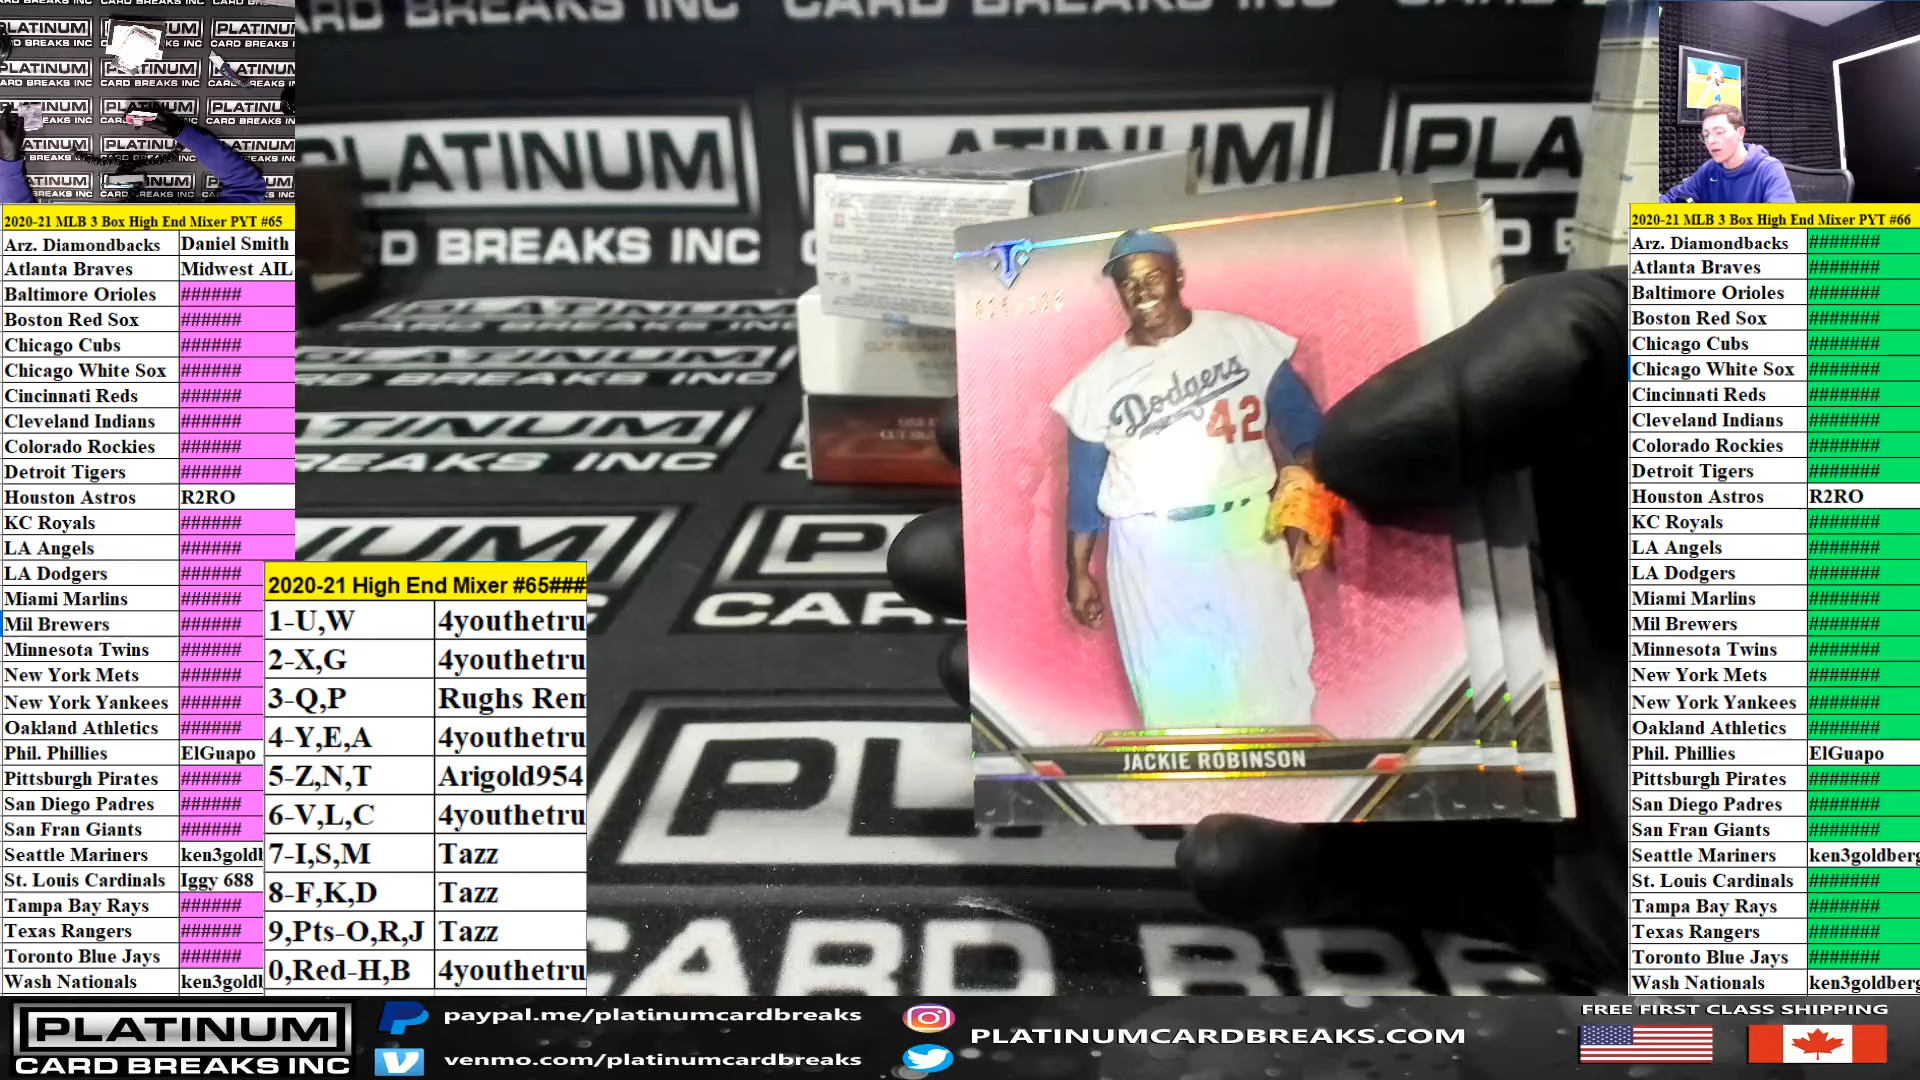 2020-21 MLB 3 Box High End Mixer PYT #65
Arz. Diamondbacks Daniel Smith
Atlanta Braves Midwest AIL
Baltimore Orioles ######
Boston Red Sox ######
Chicago Cubs ######
Chicago White Sox ######
Cincinnati Reds ######
Cleveland Indians ######
Colorado Rockies ######
Detroit Tigers ######
Houston Astros R2RO
KC Royals ######
LA Angels ######
LA Dodgers ######
Miami Marlins ######
Mil Brewers ######
Minnesota Twins ######
New York Mets ######
New York Yankees ######
Oakland Athletics ######
Phil. Phillies ElGuapo
Pittsburgh Pirates ######
San Diego Padres ######
San Fran Giants ######
Seattle Mariners ken3goldb
St. Louis Cardinals Iggy 688
Tampa Bay Rays ######
Texas Rangers ######
Toronto Blue Jays ######
Wash Nationals ken3goldb
2020-21 High End Mixer #65###
1-U,W 4youthetru
2-X,G 4youthetru
3-Q,P Rughs Rem
4-Y,E,A 4youthetru
5-Z,N,T Arigold954
6-V,L,C 4youthetru
7-I,S,M Tazz
8-F,K,D Tazz
9,Pts-O,R,J Tazz
0,Red-H,B 4youthetru
PLATINUM
CARD BREAKS INC
Dodgers
42
JACKIE ROBINSON
2020-21 MLB 3 Box High End Mixer PYT #66
Arz. Diamondbacks #######
Atlanta Braves #######
Baltimore Orioles #######
Boston Red Sox #######
Chicago Cubs #######
Chicago White Sox #######
Cincinnati Reds #######
Cleveland Indians #######
Colorado Rockies #######
Detroit Tigers #######
Houston Astros R2RO
KC Royals #######
LA Angels #######
LA Dodgers #######
Miami Marlins #######
Mil Brewers #######
Minnesota Twins #######
New York Mets #######
New York Yankees #######
Oakland Athletics #######
Phil. Phillies ElGuapo
Pittsburgh Pirates #######
San Diego Padres #######
San Fran Giants #######
Seattle Mariners ken3goldberg
St. Louis Cardinals #######
Tampa Bay Rays #######
Texas Rangers #######
Toronto Blue Jays #######
Wash Nationals ken3goldberg
PLATINUM
CARD BREAKS INC
paypal.me/platinumcardbreaks
venmo.com/platinumcardbreaks
PLATINUMCARDBREAKS.COM
FREE FIRST CLASS SHIPPING